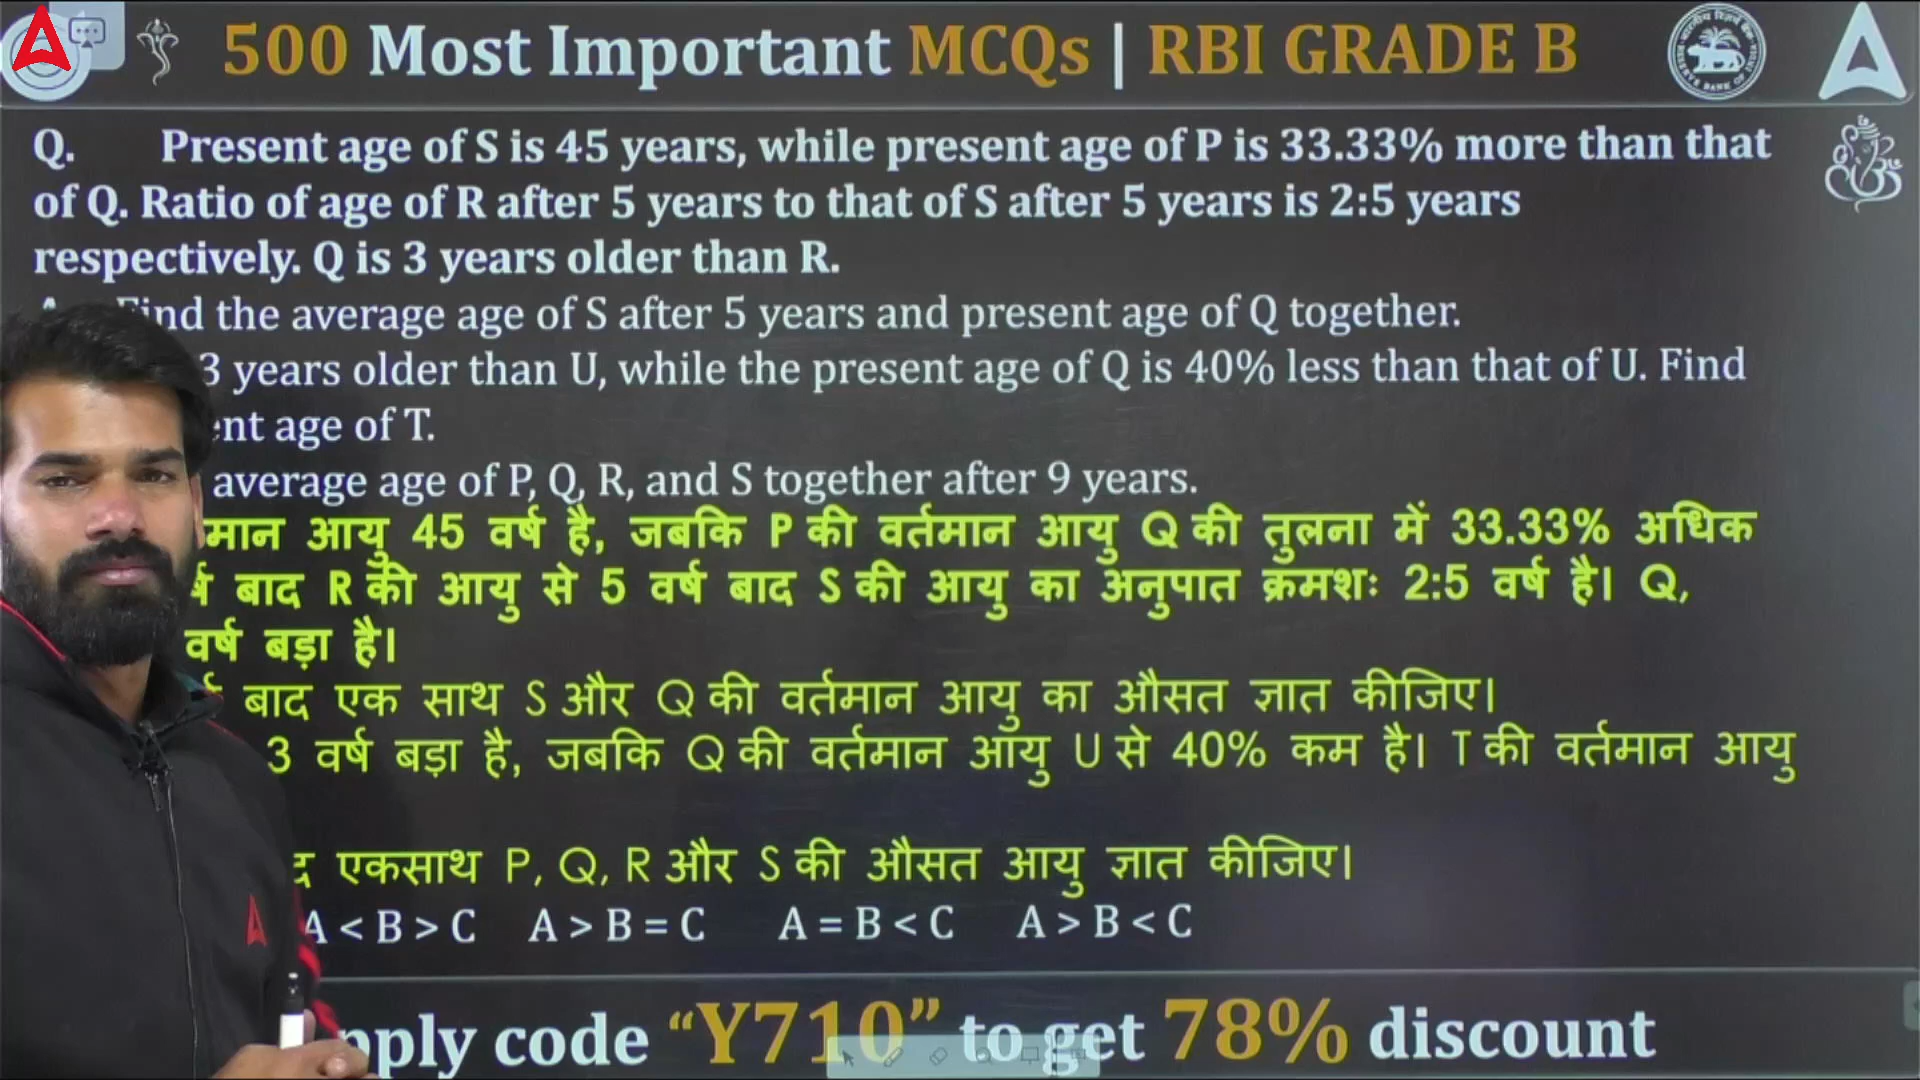 500 Most Important MCQs | RBI GRADE B
Q. Present age of S is 45 years, while present age of P is 33.33% more than that
of Q. Ratio of age of R after 5 years to that of S after 5 years is 2:5 years
respectively. Q is 3 years older than R.
Find the average age of S after 5 years and present age of Q together.
3 years older than U, while the present age of Q is 40% less than that of U. Find
age of T.
average age of P, Q, R, and S together after 9 years.
आयु 45 वर्ष है, जबकि P की वर्तमान आयु Q की तुलना में 33.33% अधिक
बाद R की आयु से 5 वर्ष बाद S की आयु का अनुपात क्रमशः 2:5 वर्ष है। Q,
वर्ष बड़ा है।
बाद एक साथ S और Q की वर्तमान आयु का औसत ज्ञात कीजिए।
3 वर्ष बड़ा है, जबकि Q की वर्तमान आयु U से 40% कम है। T की वर्तमान आयु
एकसाथ P, Q, R और S की औसत आयु ज्ञात कीजिए।
A < B > C A > B = C A = B < C A > B < C
apply code “Y710” to get 78% discount